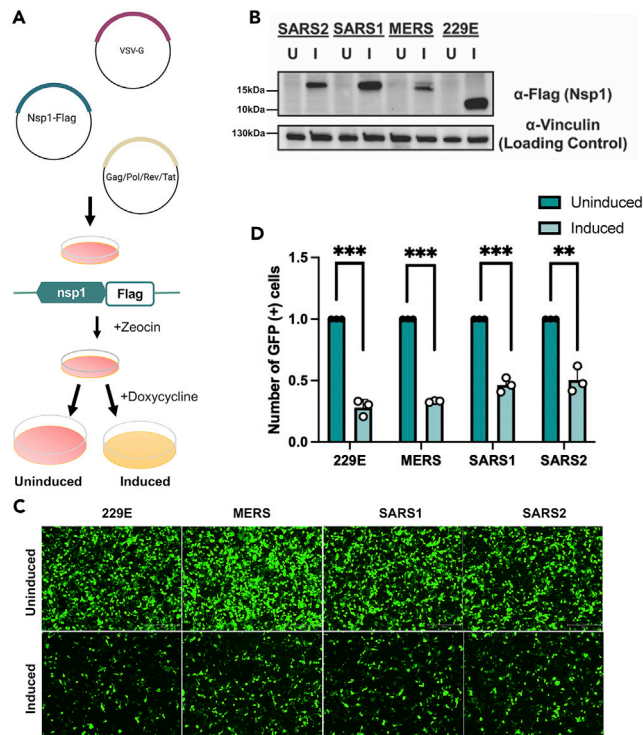 A
VSV-G
Nsp1-Flag
Gag/Pol/Rev/Tat
nsp1 Flag
+Zeocin
+Doxycycline
Uninduced Induced
B
SARS2 SARS1 MERS 229E
U I U I U I U I
15kDa
10kDa
α-Flag (Nsp1)
130kDa
α-Vinculin
(Loading Control)
Uninduced
Induced
D
*** *** *** **
Number of GFP (+) cells
1.5
1.0
0.5
0.0
229E MERS SARS1 SARS2
C
229E MERS SARS1 SARS2
Uninduced
Induced